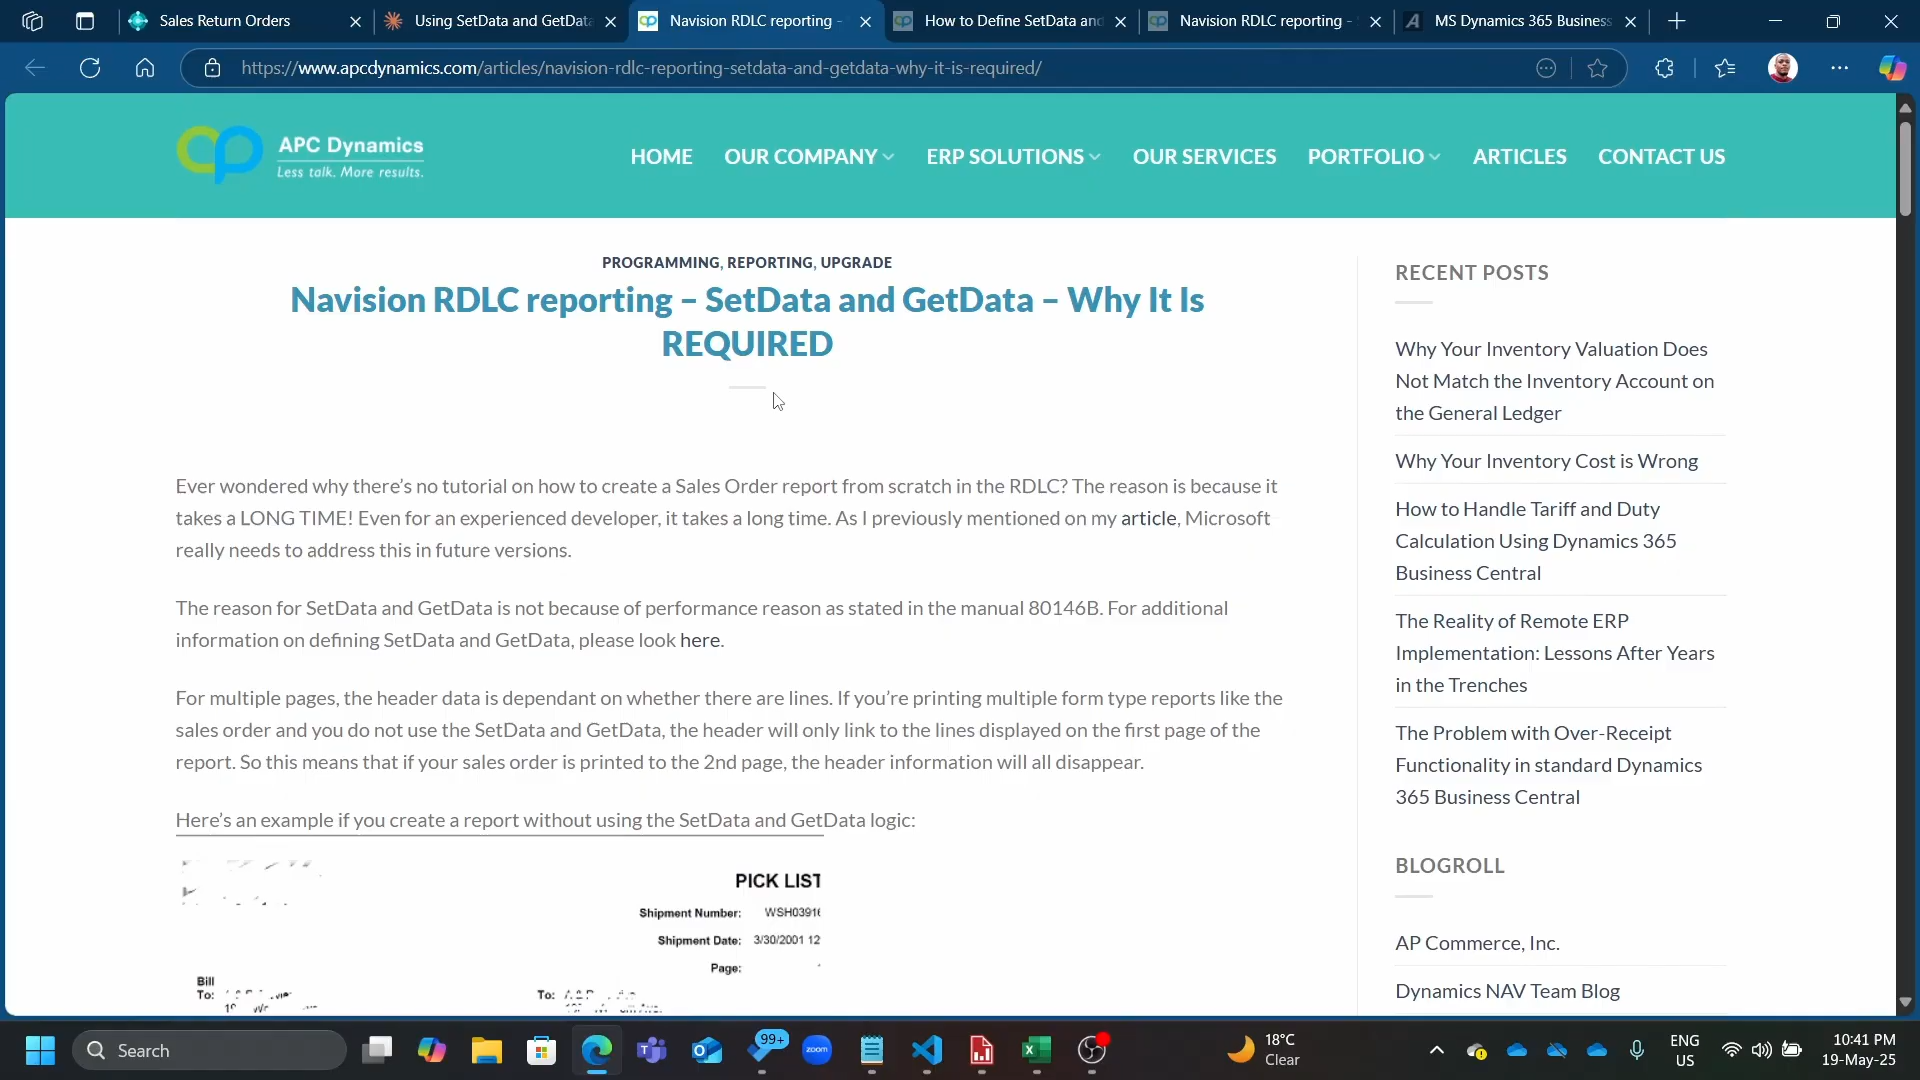 Sales Return Orders
Using SetData and GetData
Navision RDLC reporting -
How to Define SetData and
Navision RDLC reporting -
MS Dynamics 365 Business
https://www.apcdynamics.com/articles/navision-rdlc-reporting-setdata-and-getdata-why-it-is-required/
APC Dynamics
Less talk. More results.
HOME
OUR COMPANY
ERP SOLUTIONS
OUR SERVICES
PORTFOLIO
ARTICLES
CONTACT US
PROGRAMMING, REPORTING, UPGRADE
Navision RDLC reporting – SetData and GetData – Why It Is
REQUIRED
Ever wondered why there's no tutorial on how to create a Sales Order report from scratch in the RDLC? The reason is because it
takes a LONG TIME! Even for an experienced developer, it takes a long time. As I previously mentioned on my article, Microsoft
really needs to address this in future versions.
The reason for SetData and GetData is not because of performance reason as stated in the manual 80146B. For additional
information on defining SetData and GetData, please look here.
For multiple pages, the header data is dependant on whether there are lines. If you're printing multiple form type reports like the
sales order and you do not use the SetData and GetData, the header will only link to the lines displayed on the first page of the
report. So this means that if your sales order is printed to the 2nd page, the header information will all disappear.
Here's an example if you create a report without using the SetData and GetData logic:
PICK LIST
Shipment Number: WSH03916
Shipment Date: 3/30/2001 12
Page:
Bill
To:
To:
RECENT POSTS
Why Your Inventory Valuation Does
Not Match the Inventory Account on
the General Ledger
Why Your Inventory Cost is Wrong
How to Handle Tariff and Duty
Calculation Using Dynamics 365
Business Central
The Reality of Remote ERP
Implementation: Lessons After Years
in the Trenches
The Problem with Over-Receipt
Functionality in standard Dynamics
365 Business Central
BLOGROLL
AP Commerce, Inc.
Dynamics NAV Team Blog
Search
99+
zoom
18°C
Clear
ENG
US
10:41 PM
19-May-25